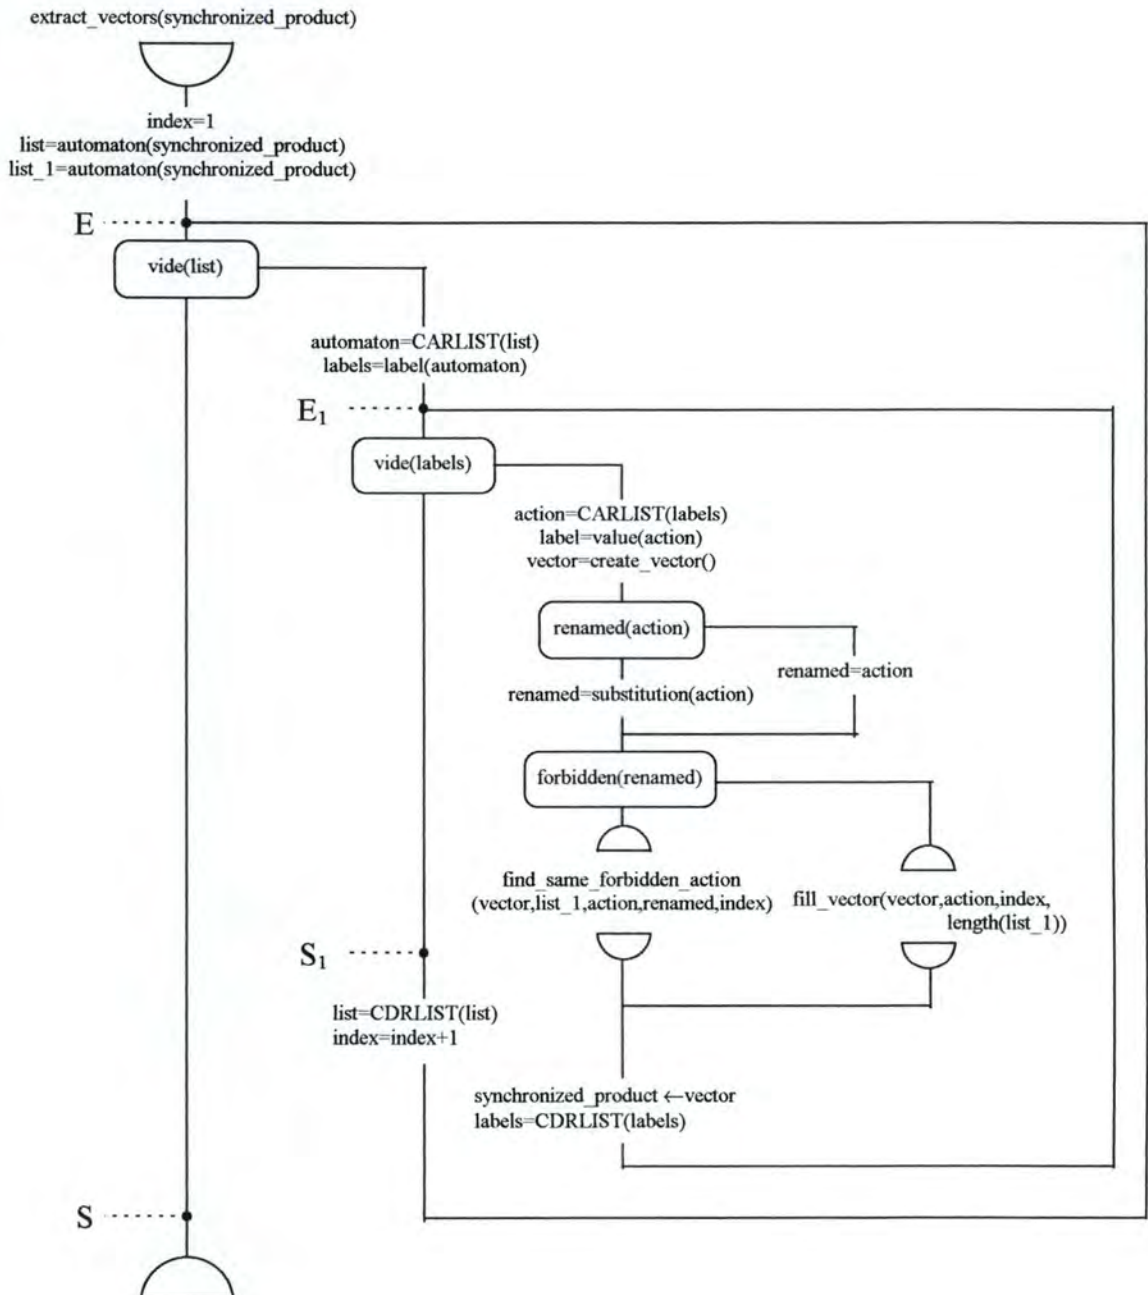 extract_vectors(synchronized_product)
index=1
list=automaton(synchronized_product)
list_1=automaton(synchronized_product)
E
vide(list)
automaton=CARLIST(list)
labels=label(automaton)
E₁
vide(labels)
action=CARLIST(labels)
label=value(action)
vector=create_vector()
renamed(action)
renamed=action
renamed=substitution(action)
forbidden(renamed)
find_same_forbidden_action
(vector,list_1,action,renamed,index)
fill_vector(vector,action,index,
length(list_1))
S₁
list=CDRLIST(list)
index=index+1
synchronized_product ←vector
labels=CDRLIST(labels)
S